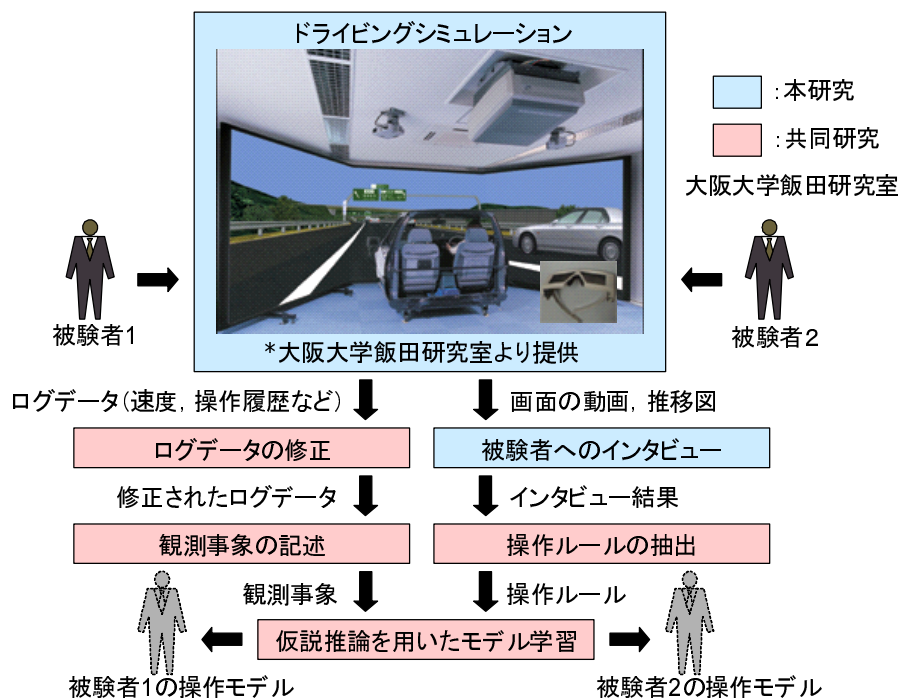 ドライビングシミュレーション
：本研究
：共同研究
大阪大学飯田研究室
被験者1
被験者2
*大阪大学飯田研究室より提供
ログデータ(速度, 操作履歴など)
画面の動画, 推移図
ログデータの修正
被験者へのインタビュー
修正されたログデータ
インタビュー結果
観測事象の記述
操作ルールの抽出
観測事象
操作ルール
仮説推論を用いたモデル学習
被験者1の操作モデル
被験者2の操作モデル